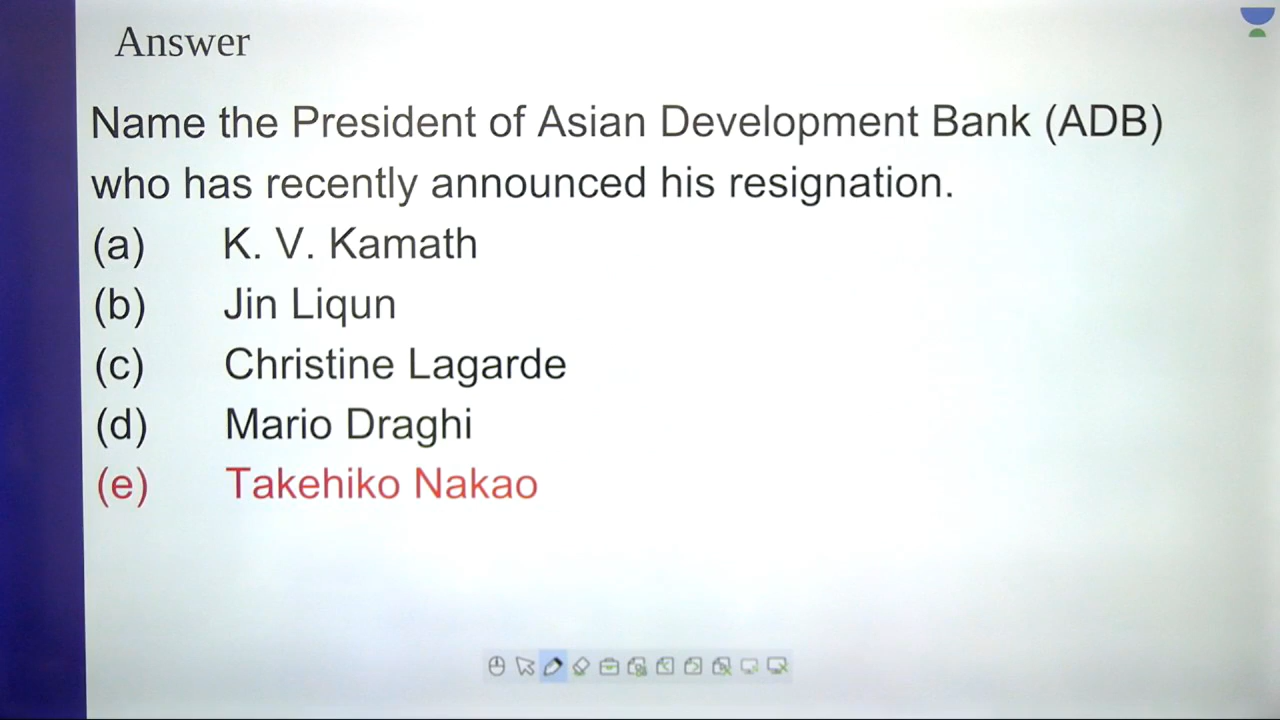 Answer
Name the President of Asian Development Bank (ADB)
who has recently announced his resignation.
(a) K. V. Kamath
(b) Jin Liqun
(c) Christine Lagarde
(d) Mario Draghi
(e) Takehiko Nakao